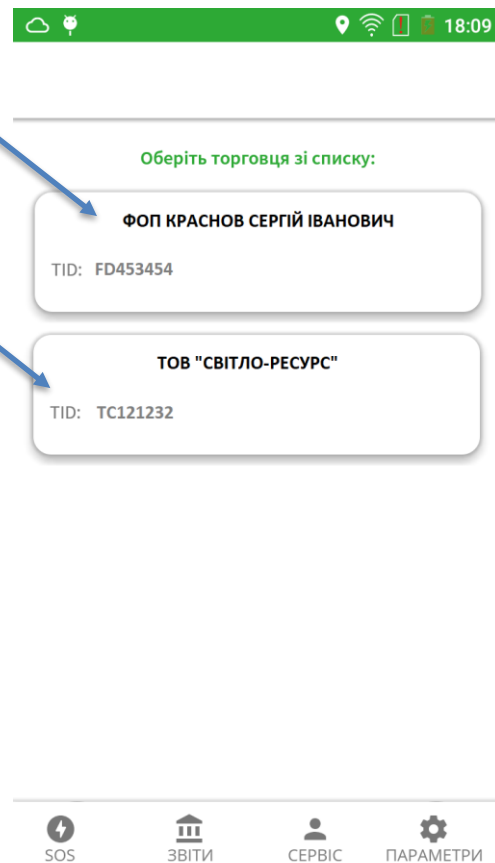 18:09
Оберіть торговця зі списку:
ФОП КРАСНОВ СЕРГІЙ ІВАНОВИЧ
TID: FD453454
ТОВ "СВІТЛО-РЕСУРС"
TID: TC121232
SOS ЗВІТИ СЕРВІС ПАРАМЕТРИ